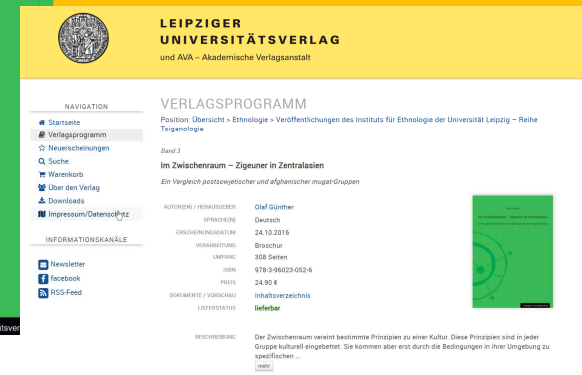 LEIPZIGER
UNIVERSITÄTSVERLAG
und AVA – Akademische Verlagsanstalt
NAVIGATION
Startseite
Verlagsprogramm
Neuerscheinungen
Suche
Warenkorb
Über den Verlag
Downloads
Impressum/Datenschutz
INFORMATIONSKANÄLE
Newsletter
facebook
RSS-Feed
VERLAGSPROGRAMM
Position: Übersicht > Ethnologie > Veröffentlichungen des Instituts für Ethnologie der Universität Leipzig – Reihe
Tsiganologie
Band 3
Im Zwischenraum – Zigeuner in Zentralasien
Ein Vergleich postsowjetischer und afghanischer mugat-Gruppen
AUTOR(EN) / HERAUSGEBER Olaf Günther
SPRACHE(N) Deutsch
ERSCHEINUNGSDATUM 24.10.2016
VERARBEITUNG Broschur
UMFANG 308 Seiten
ISBN 978-3-96023-052-6
PREIS 24.90 €
DOKUMENTE / VORSCHAU Inhaltsverzeichnis
LIEFERSTATUS lieferbar
BESCHREIBUNG Der Zwischenraum vereint bestimmte Prinzipien zu einer Kultur. Diese Prinzipien sind in jeder
Gruppe kulturell eingebettet. Sie kommen aber erst durch die Bedingungen in ihrer Umgebung zu
spezifischen ...
mehr